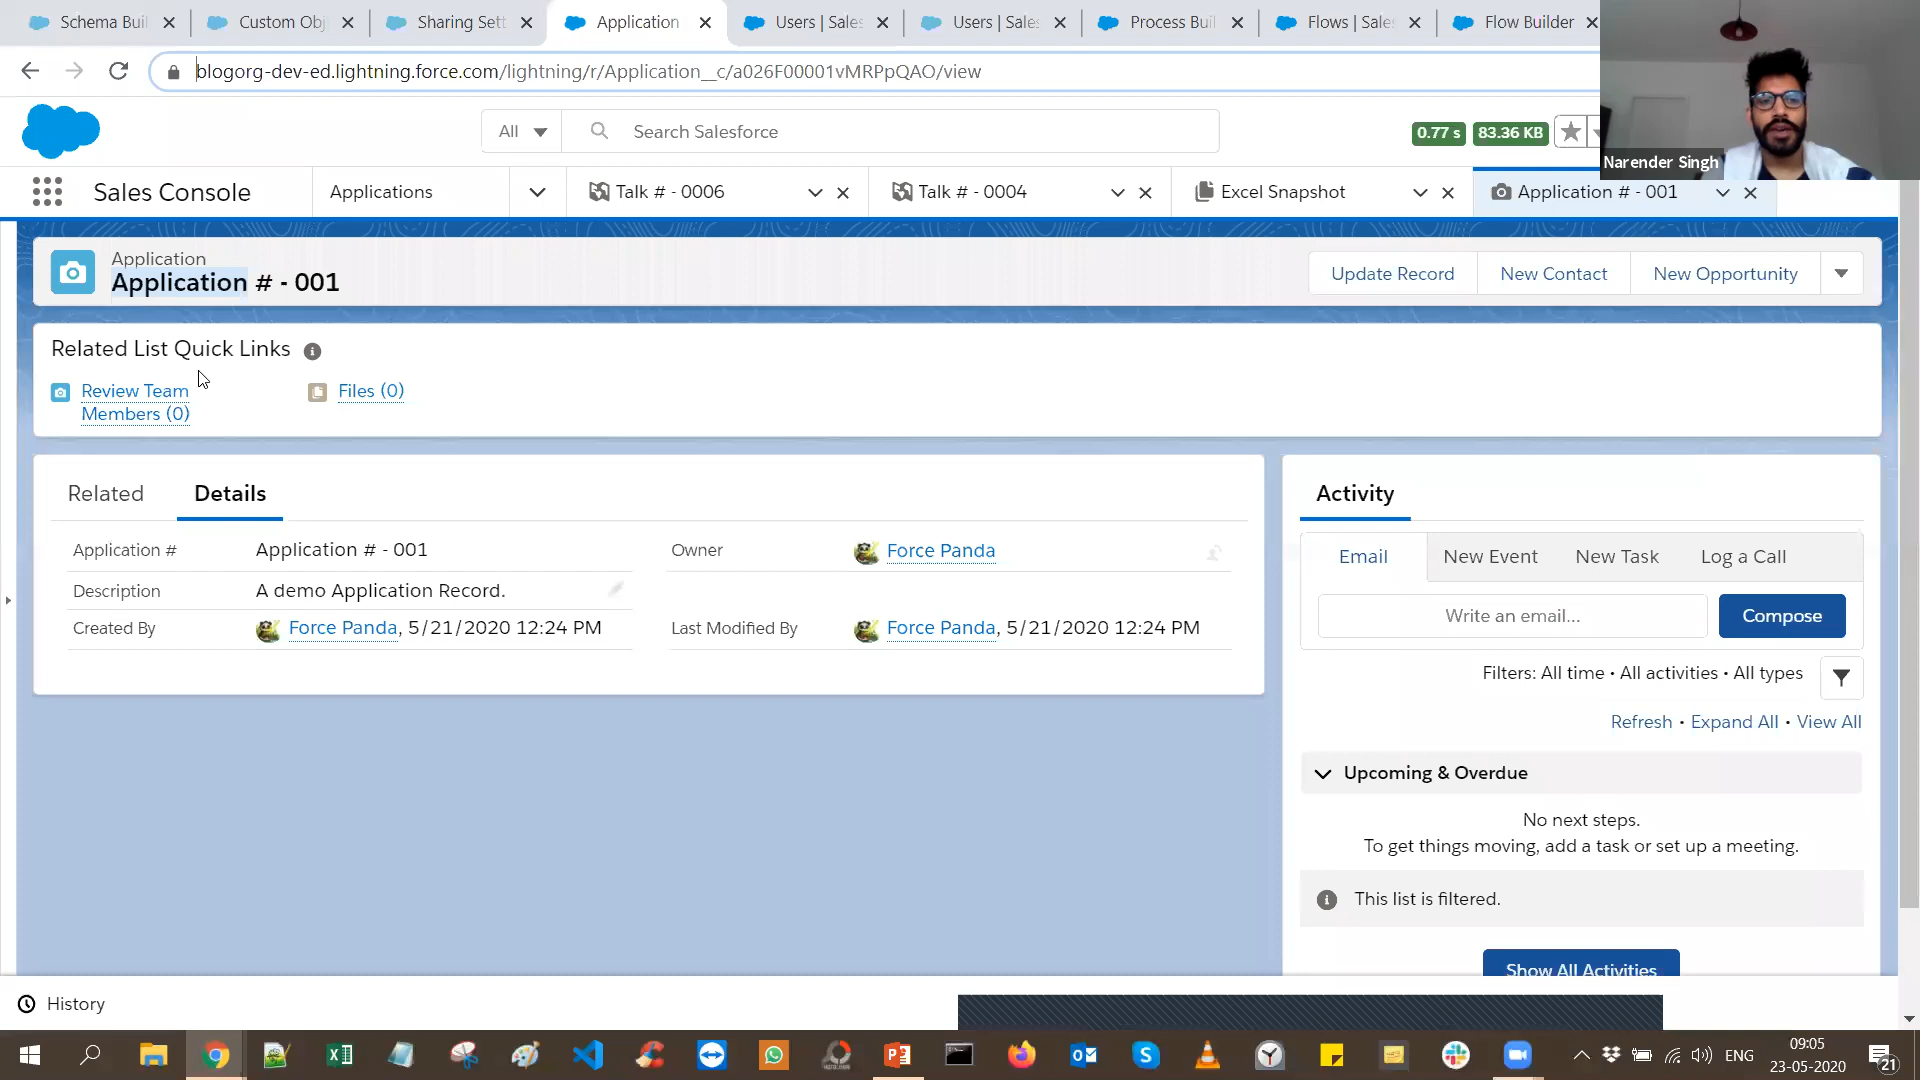 Schema Buil
Custom Obj
Sharing Sett
Application
Users | Sales
Users | Sales
Process Buil
Flows | Sale
Flow Builder
blogorg-dev-ed.lightning.force.com/lightning/r/Application__c/a026F00001vMRPpQAO/view
All
Search Salesforce
0.77 s
83.36 KB
Narender Singh
Sales Console
Applications
Talk # - 0006
Talk # - 0004
Excel Snapshot
Application # - 001
Application
Application # - 001
Update Record
New Contact
New Opportunity
Related List Quick Links
Review Team
Members (0)
Files (0)
Related
Details
Application #
Application # - 001
Owner
Force Panda
Description
A demo Application Record.
Created By
Force Panda, 5/21/2020 12:24 PM
Last Modified By
Force Panda, 5/21/2020 12:24 PM
Activity
Email
New Event
New Task
Log a Call
Write an email...
Compose
Filters: All time • All activities • All types
Refresh • Expand All • View All
Upcoming & Overdue
No next steps.
To get things moving, add a task or set up a meeting.
This list is filtered.
Show All Activities
History
ENG
09:05
23-05-2020
21